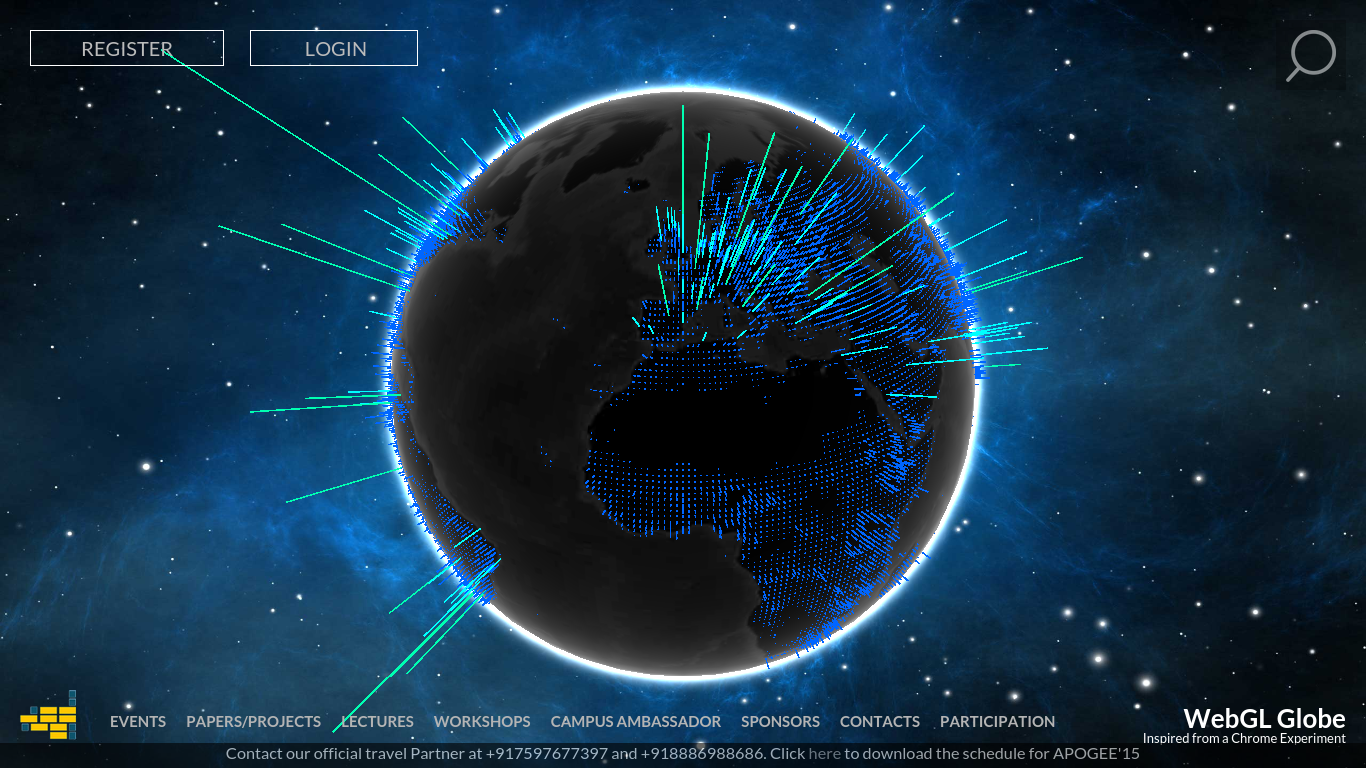 REGISTER
LOGIN
EVENTS PAPERS/PROJECTS LECTURES WORKSHOPS CAMPUS AMBASSADOR SPONSORS CONTACTS PARTICIPATION
WebGL Globe
Inspired from a Chrome Experiment
Contact our official travel Partner at +917597677397 and +918886988686. Click here to download the schedule for APOGEE'15